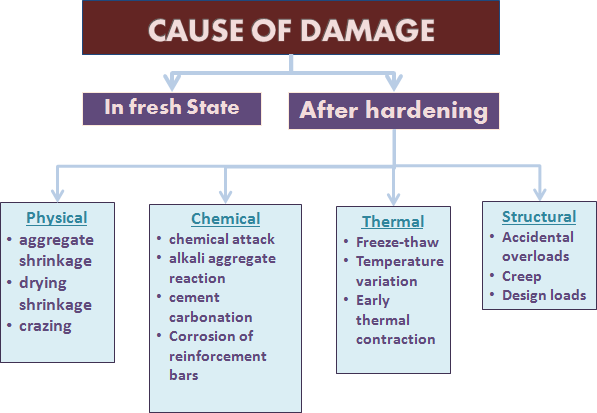 CAUSE OF DAMAGE
In fresh State
After hardening
Physical
• aggregate
shrinkage
• drying
shrinkage
• crazing
Chemical
• chemical attack
• alkali aggregate
reaction
• cement
carbonation
• Corrosion of
reinforcement
bars
Thermal
• Freeze-thaw
• Temperature
variation
• Early
thermal
contraction
Structural
• Accidental
overloads
• Creep
• Design loads